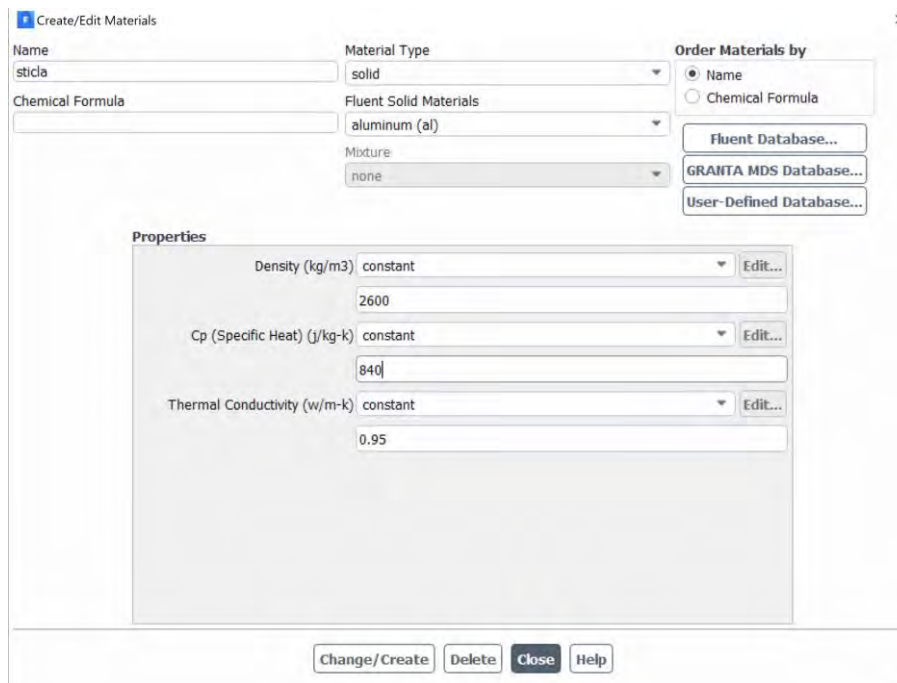 Create/Edit Materials
Name
sticla
Chemical Formula
Material Type
solid
Fluent Solid Materials
aluminum (al)
Mixture
none
Order Materials by
Name
Chemical Formula
Fluent Database...
GRANTA MDS Database...
User-Defined Database...
Properties
Density (kg/m3) constant Edit...
2600
Cp (Specific Heat) (j/kg-k) constant Edit...
840
Thermal Conductivity (w/m-k) constant Edit...
0.95
Change/Create Delete Close Help